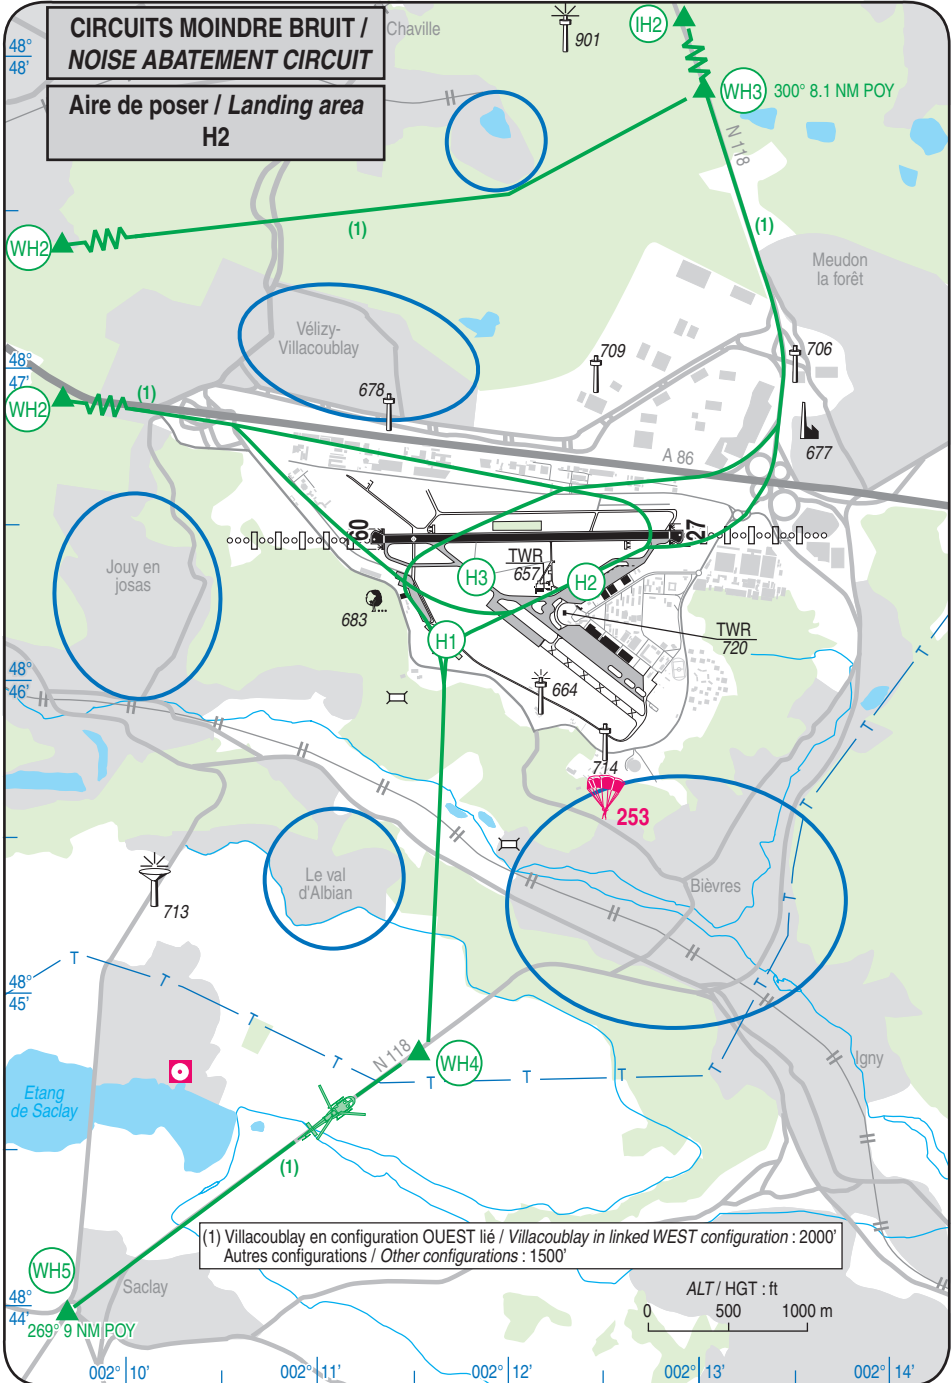 CIRCUITS MOINDRE BRUIT /
NOISE ABATEMENT CIRCUIT
Aire de poser / Landing area
H2
Chaville
901
IH2
WH3
300° 8.1 NM POY
48°
48'
N 118
(1)
(1)
WH2
Meudon
la forêt
Vélizy-
Villacoublay
709
706
48°
47'
WH2
(1)
678
677
A 86
09
27
Jouy en
josas
TWR
657
H3
H2
683
H1
TWR
720
48°
46'
664
714
253
T
T
Le val
d'Albian
Bièvres
713
T
48°
45'
T
T
T
T
N 118
WH4
T
T
T
T
T
Igny
Etang
de Saclay
(1)
(1) Villacoublay en configuration OUEST lié / Villacoublay in linked WEST configuration : 2000'
Autres configurations / Other configurations : 1500'
WH5
Saclay
ALT / HGT : ft
0 500 1000 m
48°
44'
269° 9 NM POY
002° 10' 002° 11' 002° 12' 002° 13' 002° 14'